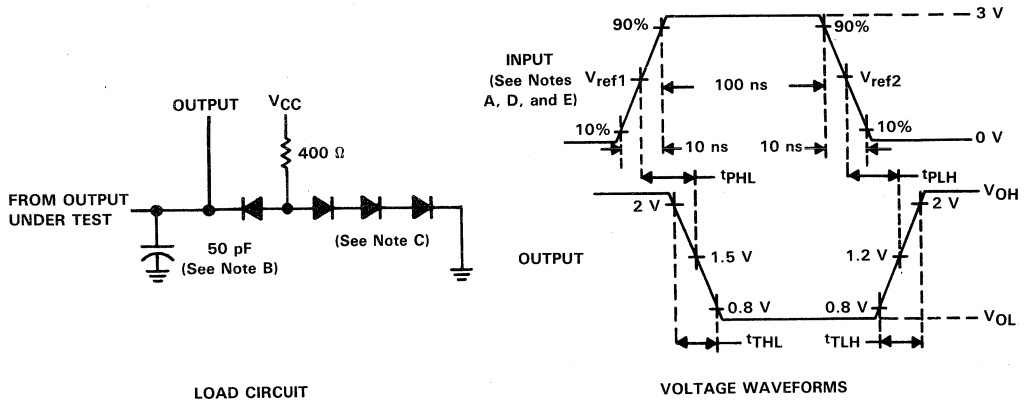 OUTPUT
VCC
400 Ω
FROM OUTPUT
UNDER TEST
50 pF
(See Note B)
(See Note C)
LOAD CIRCUIT
INPUT
(See Notes
A, D, and E)
90%
90%
3 V
Vref1
100 ns
Vref2
10%
10%
0 V
10 ns
10 ns
tPHL
tPLH
2 V
2 V
VOH
OUTPUT
1.5 V
1.2 V
0.8 V
0.8 V
VOL
tTHL
tTLH
VOLTAGE WAVEFORMS